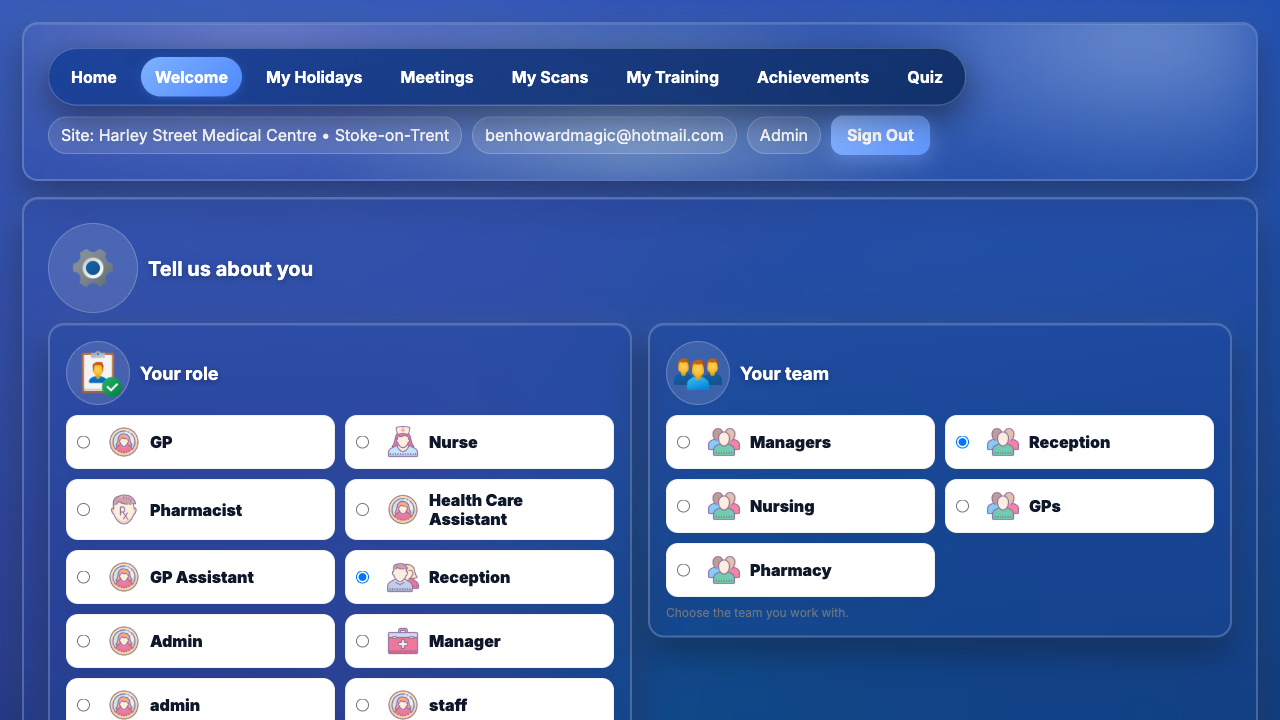 Home Welcome My Holidays Meetings My Scans My Training Achievements Quiz
Site: Harley Street Medical Centre • Stoke-on-Trent benhowardmagic@hotmail.com Admin Sign Out
Tell us about you
Your role
GP
Nurse
Pharmacist
Health Care
Assistant
GP Assistant
Reception
Admin
Manager
admin
staff
Your team
Managers
Reception
Nursing
GPs
Pharmacy
Choose the team you work with.